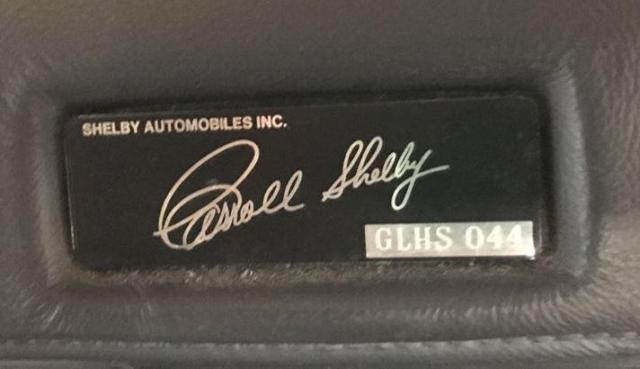 SHELBY AUTOMOBILES INC.
Carroll Shelby
GLHS 044